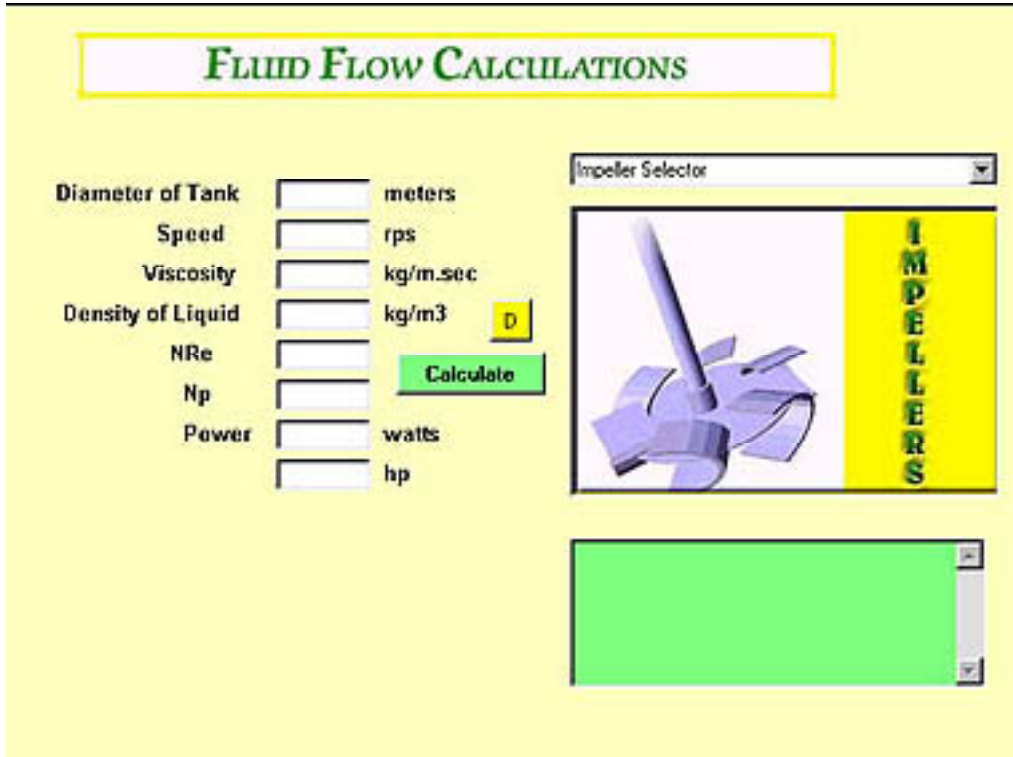 FLUID FLOW CALCULATIONS
Impeller Selector
Diameter of Tank meters
Speed rps
Viscosity kg/m.sec
Density of Liquid kg/m3 D
NRe
Calculate
Np
Power watts
hp
IMPELLERS